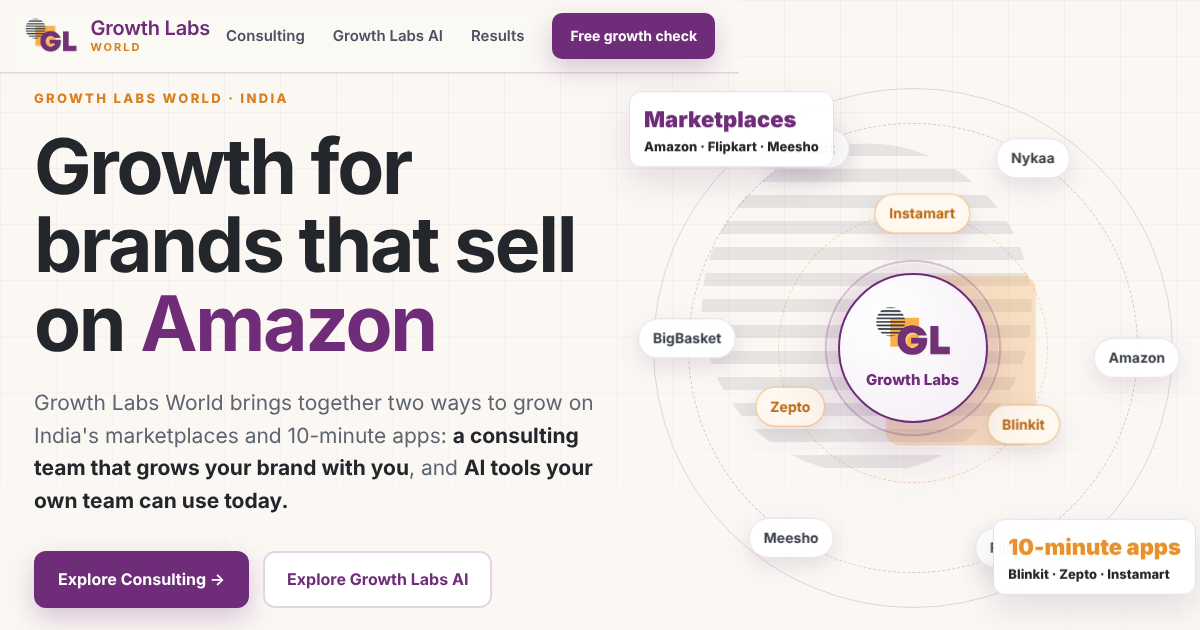 GL Growth Labs
WORLD
Consulting
Growth Labs AI
Results
Free growth check
GROWTH LABS WORLD · INDIA
Growth for
brands that sell
on Amazon
Growth Labs World brings together two ways to grow on
India's marketplaces and 10-minute apps: a consulting
team that grows your brand with you, and AI tools your
own team can use today.
Explore Consulting →
Explore Growth Labs AI
Marketplaces
Amazon · Flipkart · Meesho
Nykaa
Instamart
BigBasket
GL
Growth Labs
Amazon
Zepto
Blinkit
Meesho
10-minute apps
Blinkit · Zepto · Instamart